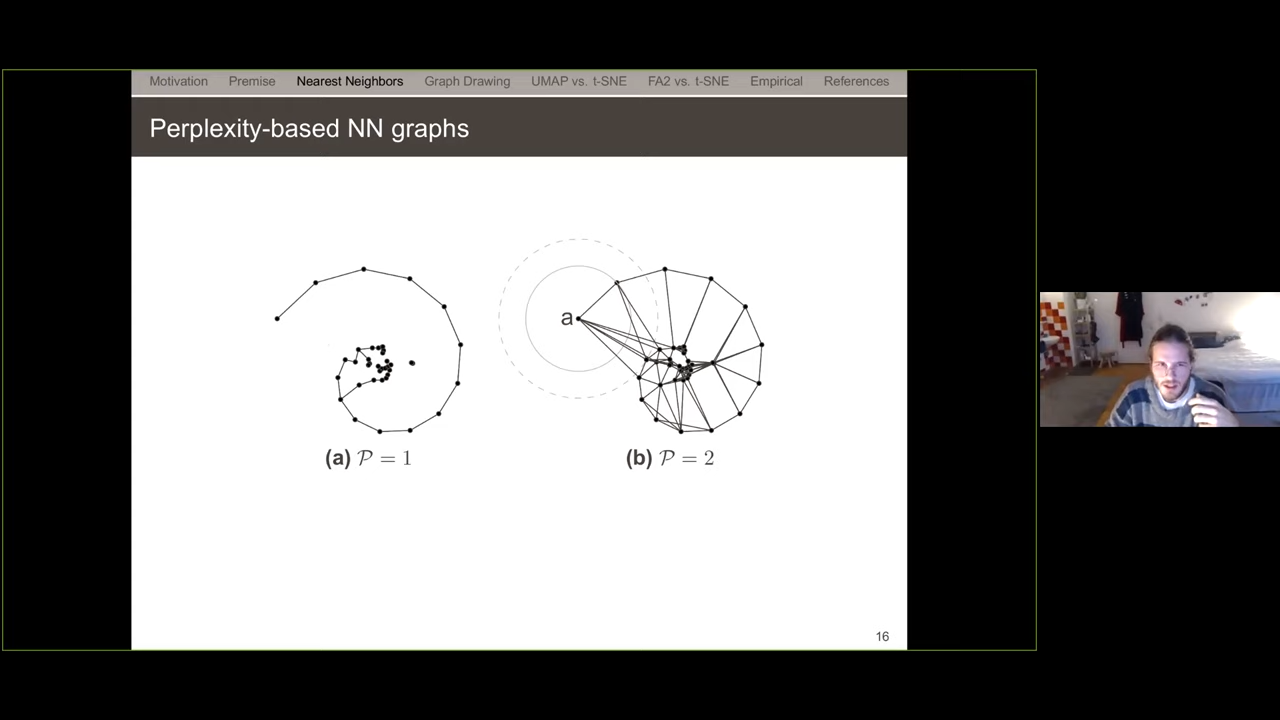 Motivation Premise Nearest Neighbors Graph Drawing UMAP vs. t-SNE FA2 vs. t-SNE Empirical References
Perplexity-based NN graphs
a
(a) 𝒫 = 1
(b) 𝒫 = 2
16